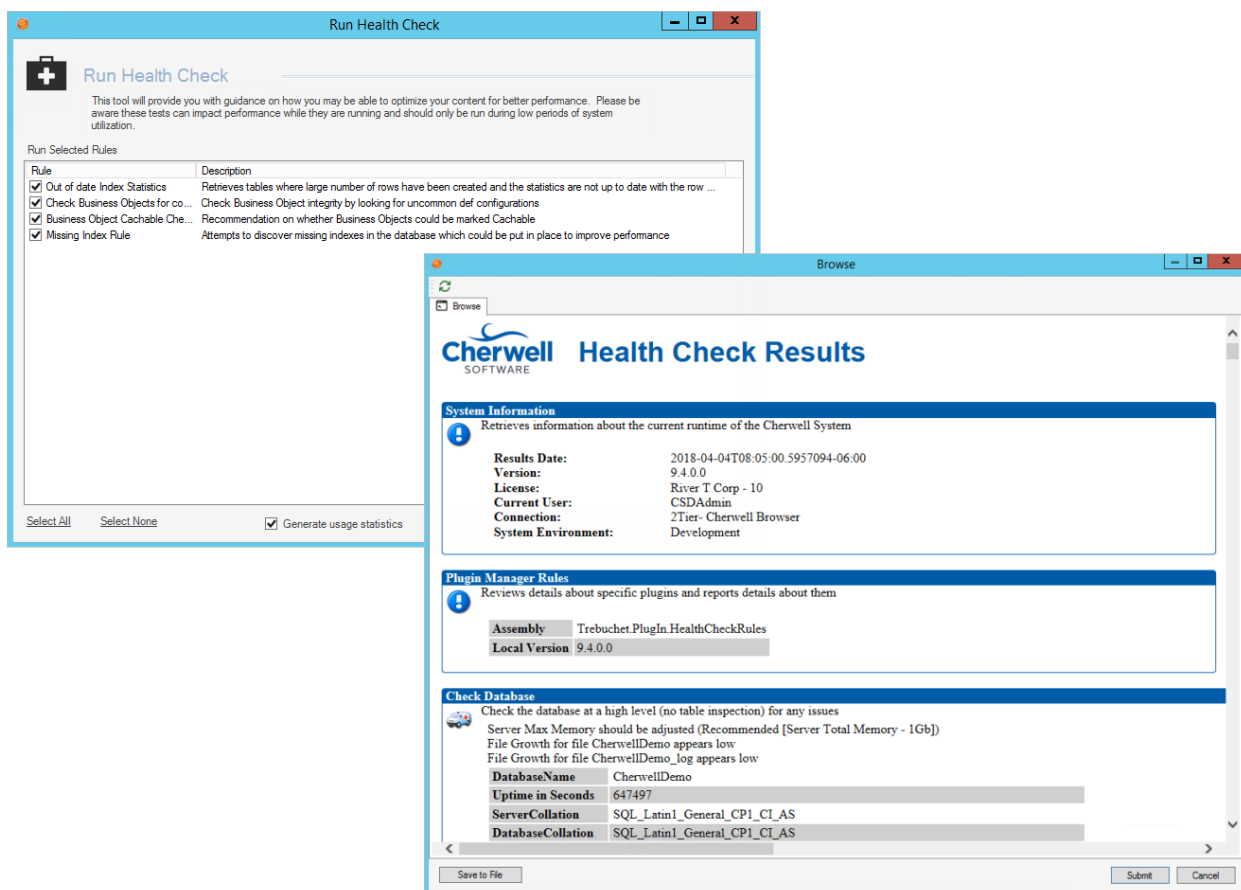 Run Health Check
Run Health Check
This tool will provide you with guidance on how you may be able to optimize your content for better performance. Please be
aware these tests can impact performance while they are running and should only be run during low periods of system
utilization.
Run Selected Rules
Rule Description
Out of date Index Statistics Retrieves tables where large number of rows have been created and the statistics are not up to date with the row ...
Check Business Objects for co... Check Business Object integrity by looking for uncommon def configurations
Business Object Cachable Che... Recommendation on whether Business Objects could be marked Cachable
Missing Index Rule Attempts to discover missing indexes in the database which could be put in place to improve performance
Select All Select None Generate usage statistics
Browse
Browse
Cherwell
SOFTWARE
Health Check Results
System Information
Retrieves information about the current runtime of the Cherwell System
Results Date: 2018-04-04T08:05:00.5957094-06:00
Version: 9.4.0.0
License: River T Corp - 10
Current User: CSDAdmin
Connection: 2Tier- Cherwell Browser
System Environment: Development
Plugin Manager Rules
Reviews details about specific plugins and reports details about them
Assembly Trebuchet.PlugIn.HealthCheckRules
Local Version 9.4.0.0
Check Database
Check the database at a high level (no table inspection) for any issues
Server Max Memory should be adjusted (Recommended [Server Total Memory - 1Gb])
File Growth for file CherwellDemo appears low
File Growth for file CherwellDemo_log appears low
DatabaseName CherwellDemo
Uptime in Seconds 647497
ServerCollation SQL_Latin1_General_CP1_CI_AS
DatabaseCollation SQL_Latin1_General_CP1_CI_AS
Save to File Submit Cancel